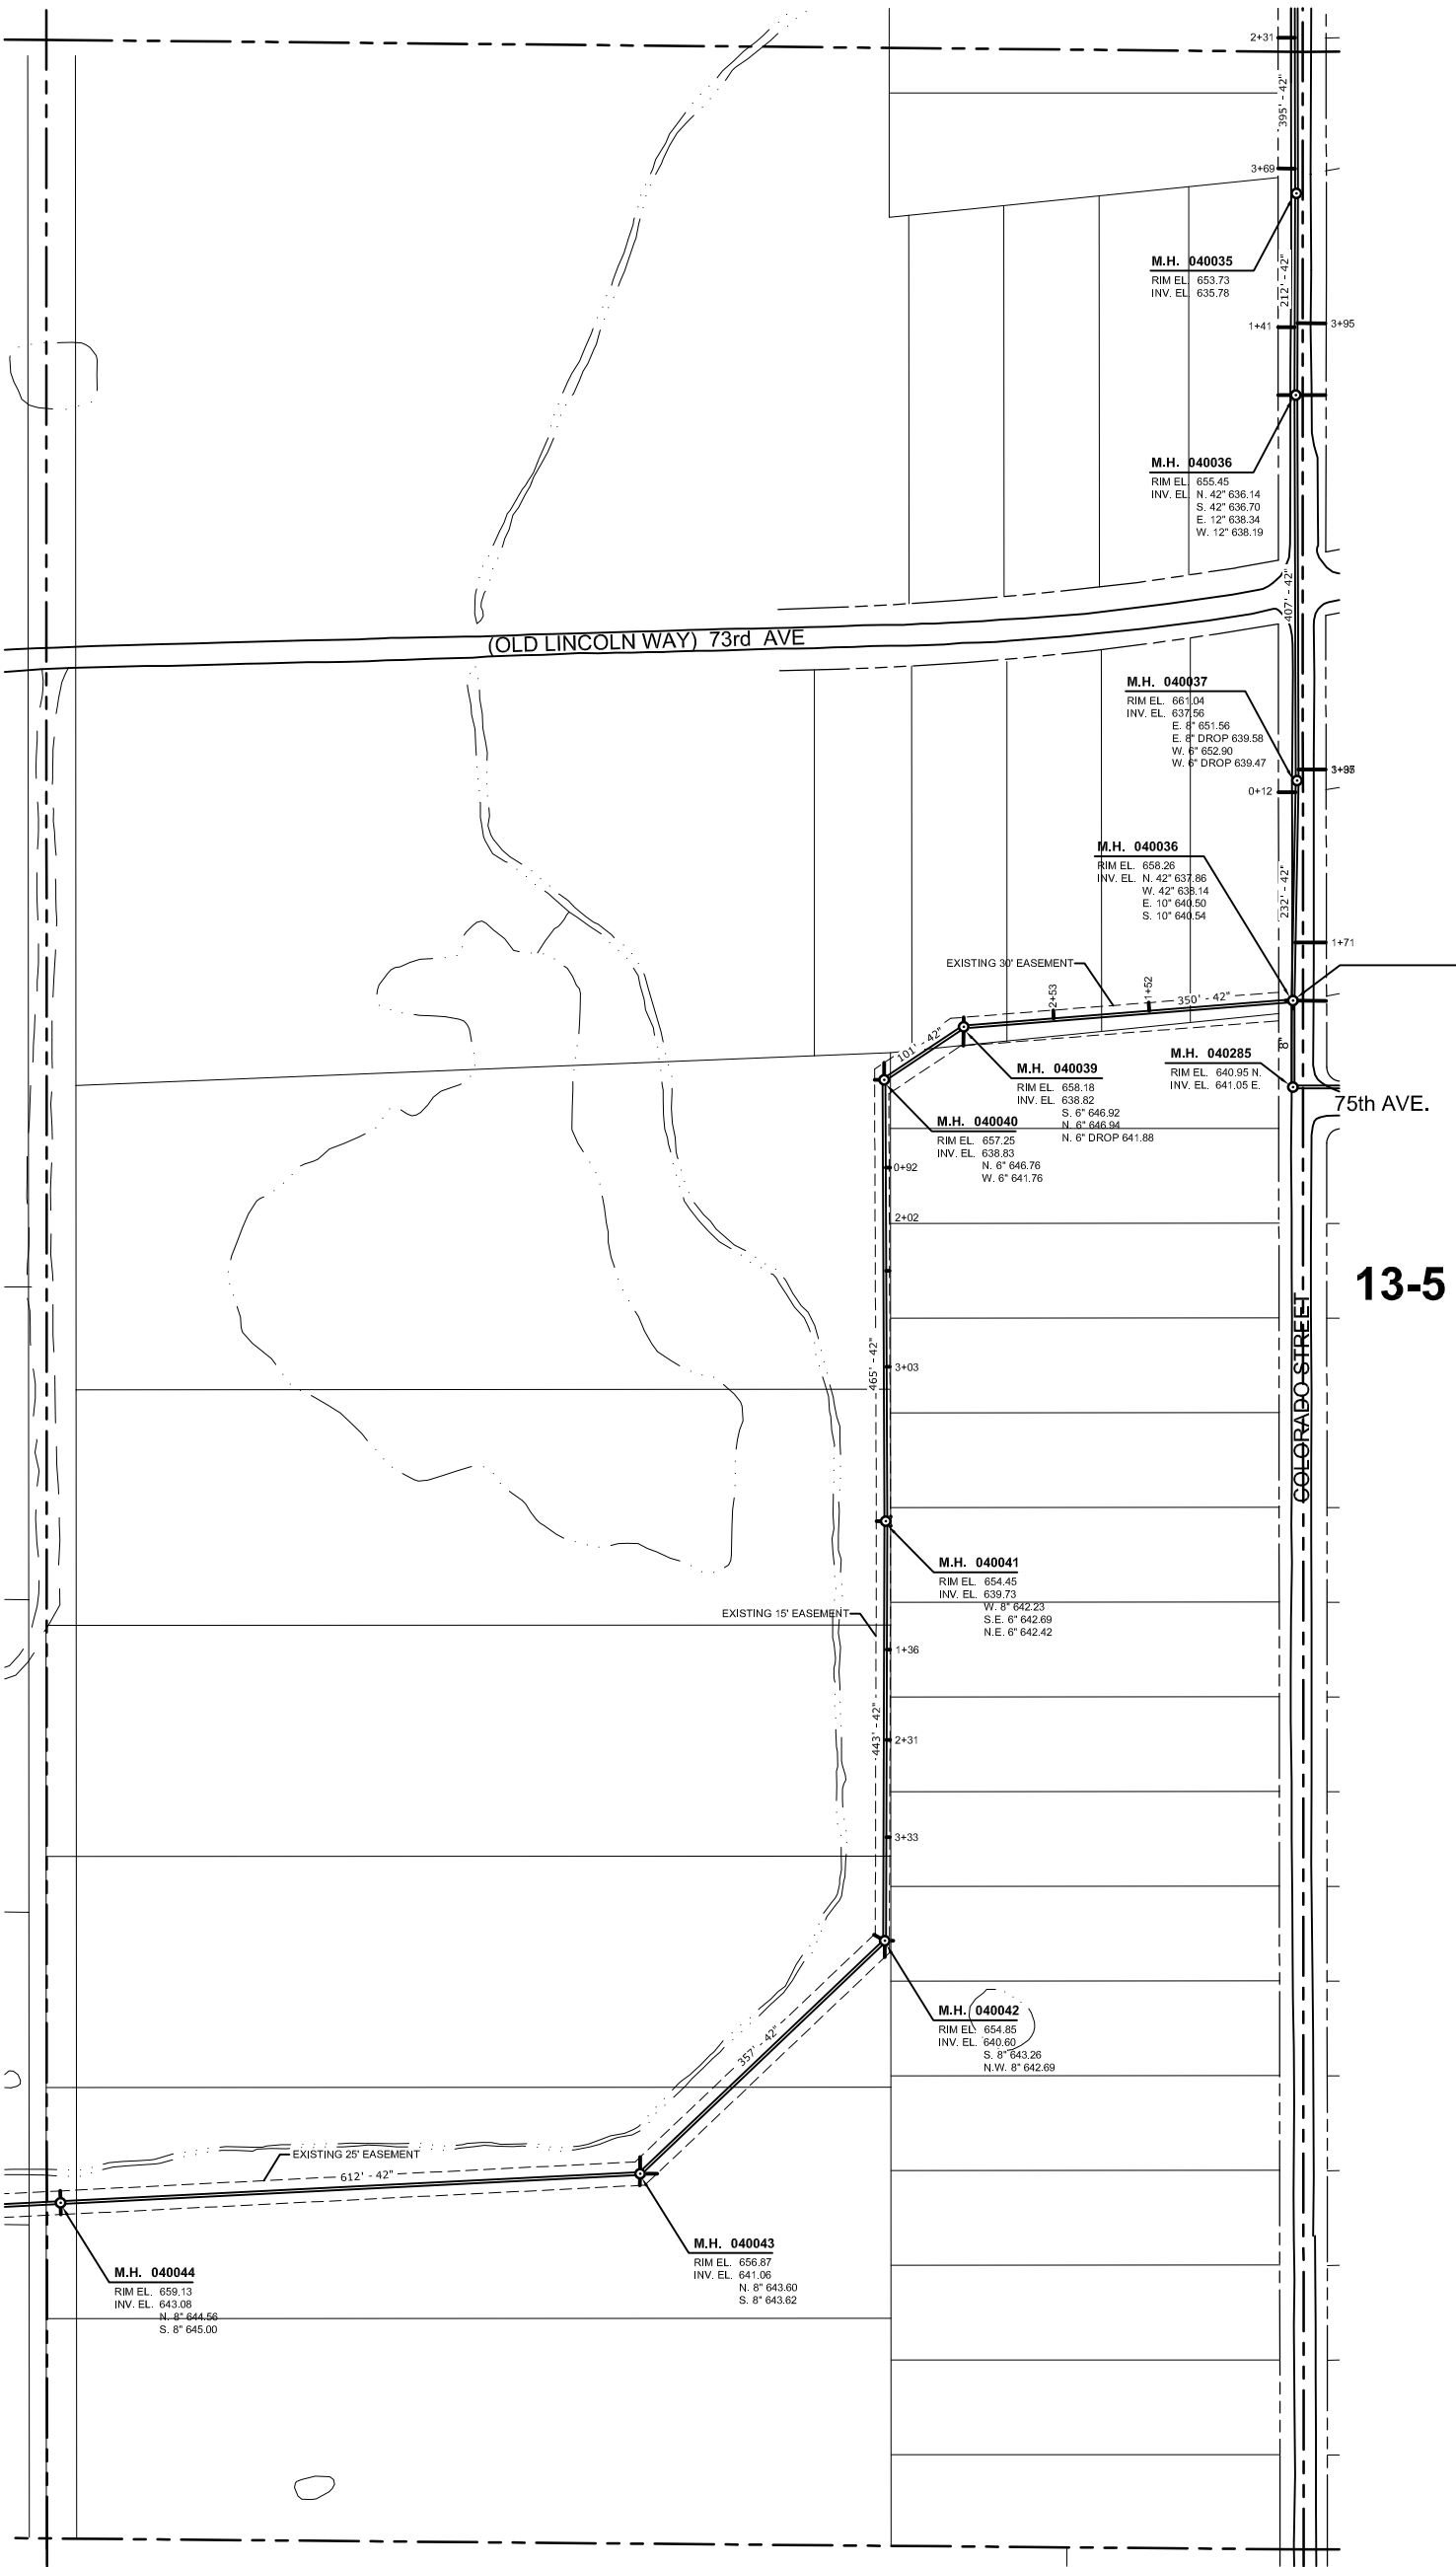 2+31
395' - 42"
3+69
M.H. 040035
RIM EL. 653.73
INV. EL. 635.78
212' - 42"
1+41
3+95
M.H. 040036
RIM EL. 655.45
INV. EL. N. 42" 636.14
S. 42" 636.70
E. 12" 638.34
W. 12" 638.19
407' - 42"
(OLD LINCOLN WAY) 73rd AVE
M.H. 040037
RIM EL. 661.04
INV. EL. 637.56
E. 8" 651.56
E. 8" DROP 639.58
W. 6" 652.90
W. 6" DROP 639.47
0+12
M.H. 040036
RIM EL. 658.26
INV. EL. N. 42" 637.86
W. 42" 638.14
E. 10" 640.50
S. 10" 640.54
232' - 42"
1+71
EXISTING 30' EASEMENT
2+53
1+52
350' - 42"
101' - 42"
8"
M.H. 040285
RIM EL. 640.95 N.
INV. EL. 641.05 E.
75th AVE.
M.H. 040039
RIM EL. 658.18
INV. EL. 638.82
S. 6" 646.92
N. 6" 646.94
N. 6" DROP 641.88
M.H. 040040
RIM EL. 657.25
INV. EL. 638.83
N. 6" 646.76
W. 6" 641.76
0+92
2+02
13-5
COLORADO STREET
465' - 42"
3+03
M.H. 040041
RIM EL. 654.45
INV. EL. 639.73
W. 8" 642.23
S.E. 6" 642.69
N.E. 6" 642.42
EXISTING 15' EASEMENT
1+36
443' - 42"
2+31
3+33
M.H. 040042
RIM EL. 654.85
INV. EL. 640.60
S. 8" 643.26
N.W. 8" 642.69
357' - 42"
EXISTING 25' EASEMENT
612' - 42"
M.H. 040043
RIM EL. 656.87
INV. EL. 641.06
N. 8" 643.60
S. 8" 643.62
M.H. 040044
RIM EL. 659.13
INV. EL. 643.08
N. 8" 644.56
S. 8" 645.00